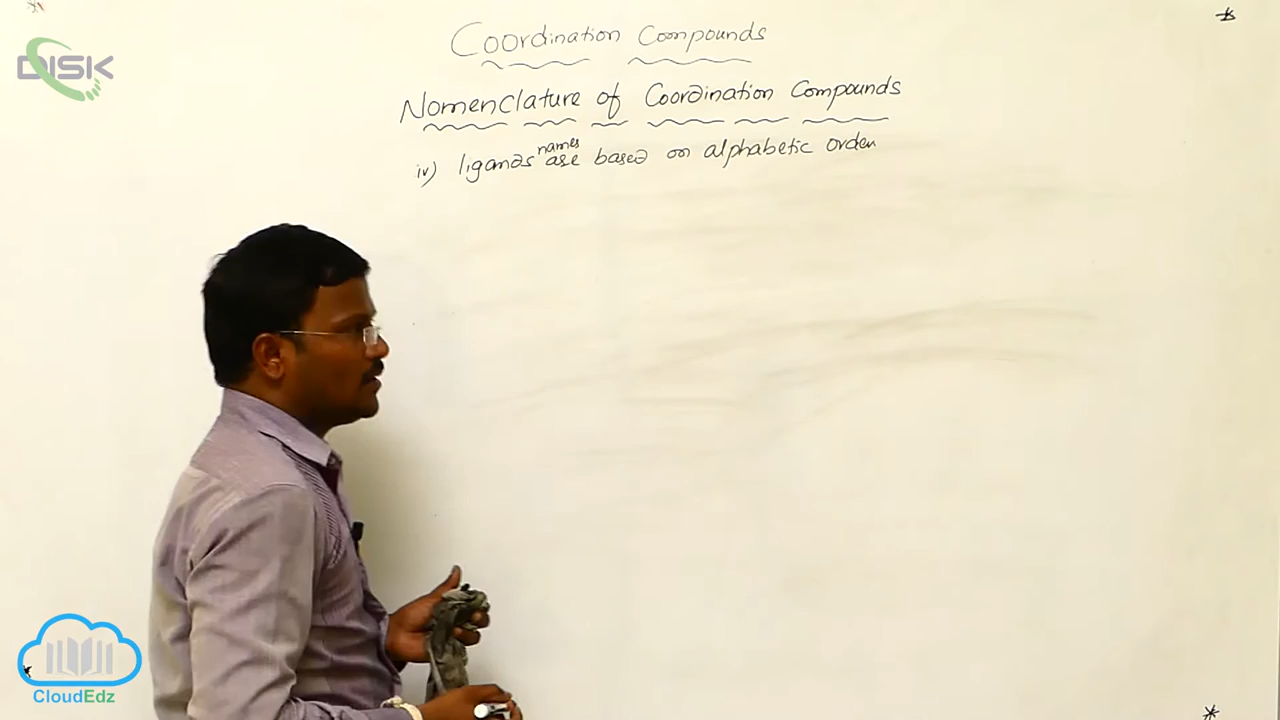 DISK
Coordination Compounds
Nomenclature of Coordination Compounds
iv) ligands names are based on alphabetic order
CloudEdz